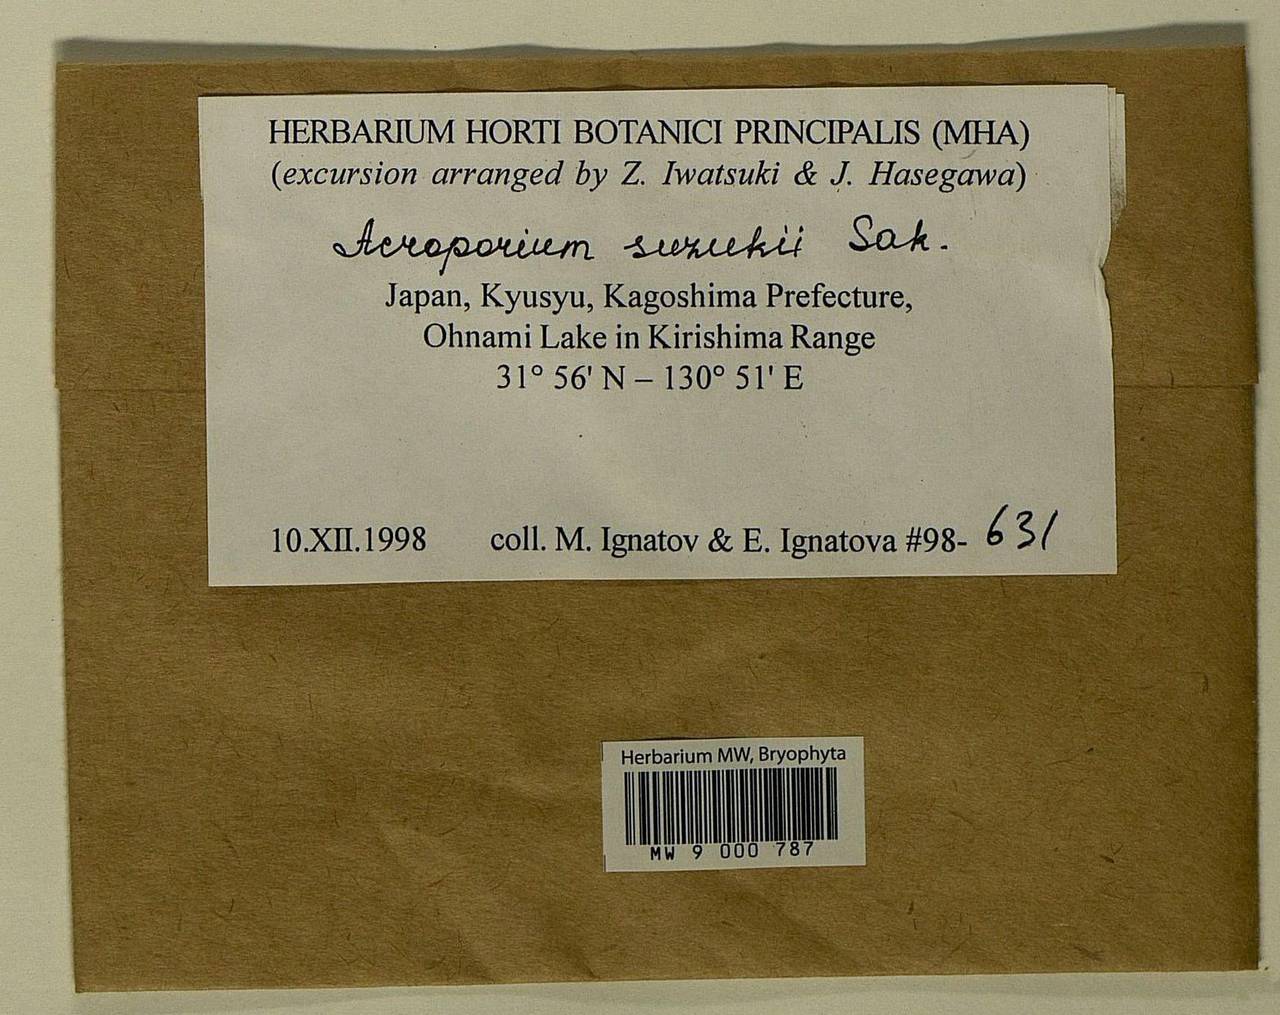 HERBARIUM HORTI BOTANICI PRINCIPALIS (MHA)
(excursion arranged by Z. Iwatsuki & J. Hasegawa)
Acroporium suzukii Sak.
Japan, Kyusyu, Kagoshima Prefecture,
Ohnami Lake in Kirishima Range
31° 56' N – 130° 51' E
10.XII.1998 coll. M. Ignatov & E. Ignatova #98- 631
Herbarium MW, Bryophyta
MW 9 000 787